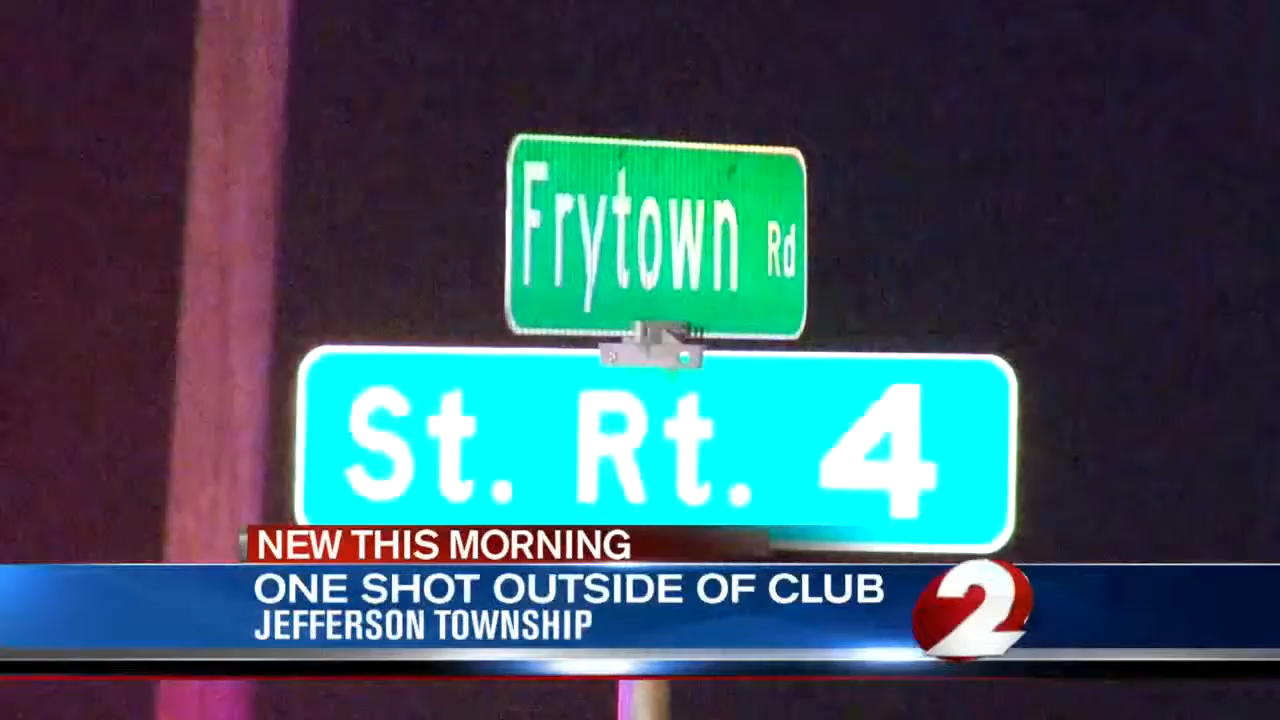 Frytown Rd
St. Rt. 4
NEW THIS MORNING
ONE SHOT OUTSIDE OF CLUB
JEFFERSON TOWNSHIP
2